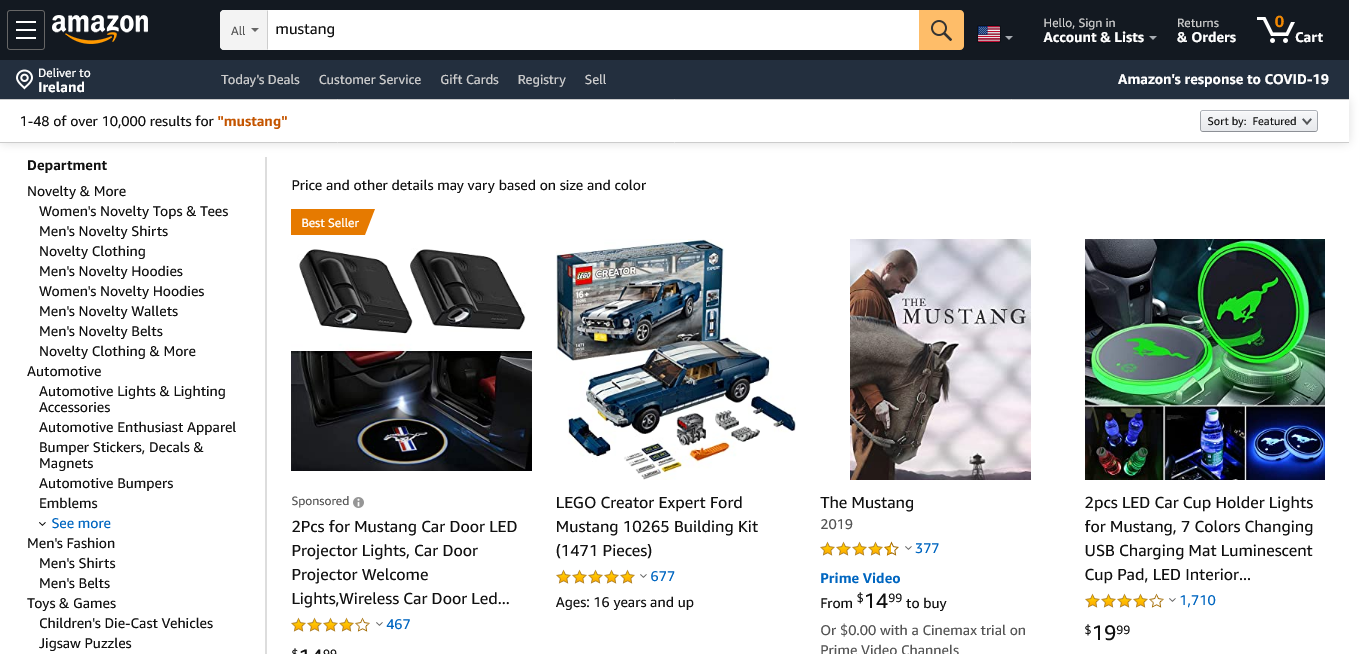 amazon
All
mustang
Hello, Sign in
Account & Lists
Returns
& Orders
0
Cart
Deliver to
Ireland
Today's Deals
Customer Service
Gift Cards
Registry
Sell
Amazon's response to COVID-19
1-48 of over 10,000 results for "mustang"
Sort by: Featured
Department
Novelty & More
Women's Novelty Tops & Tees
Men's Novelty Shirts
Novelty Clothing
Men's Novelty Hoodies
Women's Novelty Hoodies
Men's Novelty Wallets
Men's Novelty Belts
Novelty Clothing & More
Automotive
Automotive Lights & Lighting
Accessories
Automotive Enthusiast Apparel
Bumper Stickers, Decals &
Magnets
Automotive Bumpers
Emblems
See more
Men's Fashion
Men's Shirts
Men's Belts
Toys & Games
Children's Die-Cast Vehicles
Jigsaw Puzzles
Price and other details may vary based on size and color
Best Seller
Sponsored
2Pcs for Mustang Car Door LED
Projector Lights, Car Door
Projector Welcome
Lights,Wireless Car Door Led...
467
$14.99
LEGO
CREATOR
EXPERT
16+
LEGO Creator Expert Ford
Mustang 10265 Building Kit
(1471 Pieces)
677
Ages: 16 years and up
THE
MUSTANG
The Mustang
2019
377
Prime Video
From $14.99 to buy
Or $0.00 with a Cinemax trial on
Prime Video Channels
2pcs LED Car Cup Holder Lights
for Mustang, 7 Colors Changing
USB Charging Mat Luminescent
Cup Pad, LED Interior...
1,710
$19.99